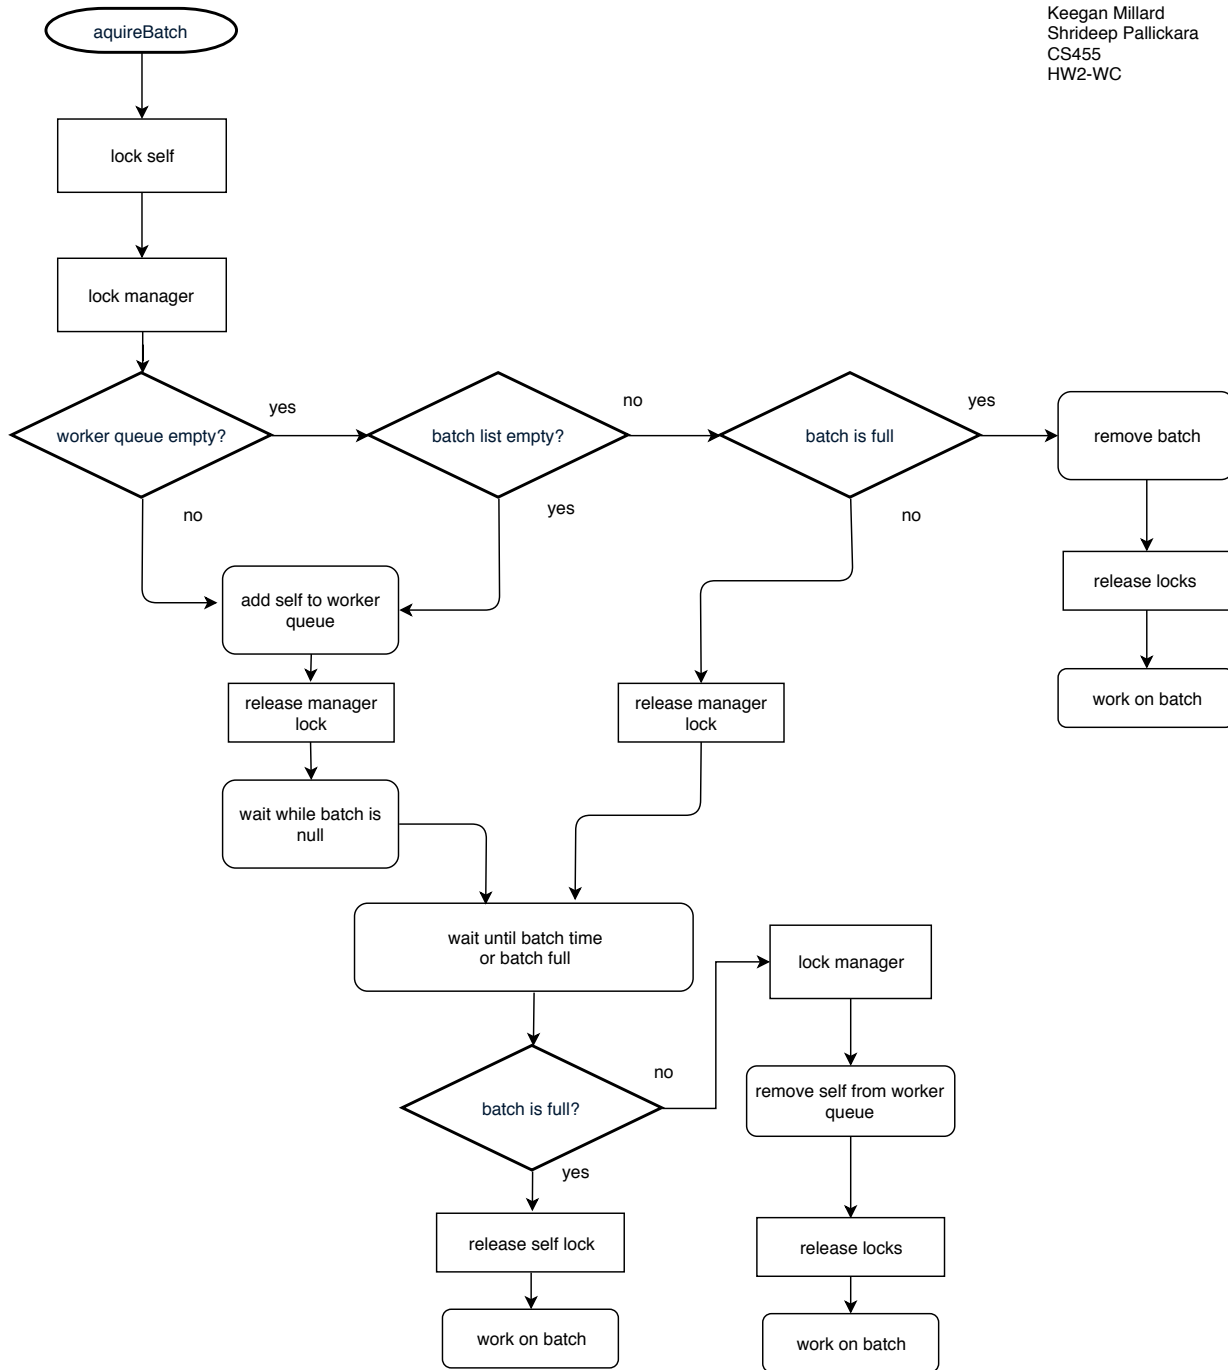 Keegan Millard
Shrideep Pallickara
CS455
HW2-WC
aquireBatch
lock self
lock manager
worker queue empty?
yes
batch list empty?
no
batch is full
yes
remove batch
no
yes
no
add self to worker
queue
release locks
release manager
lock
release manager
lock
work on batch
wait while batch is
null
wait until batch time
or batch full
lock manager
batch is full?
no
remove self from worker
queue
yes
release self lock
release locks
work on batch
work on batch